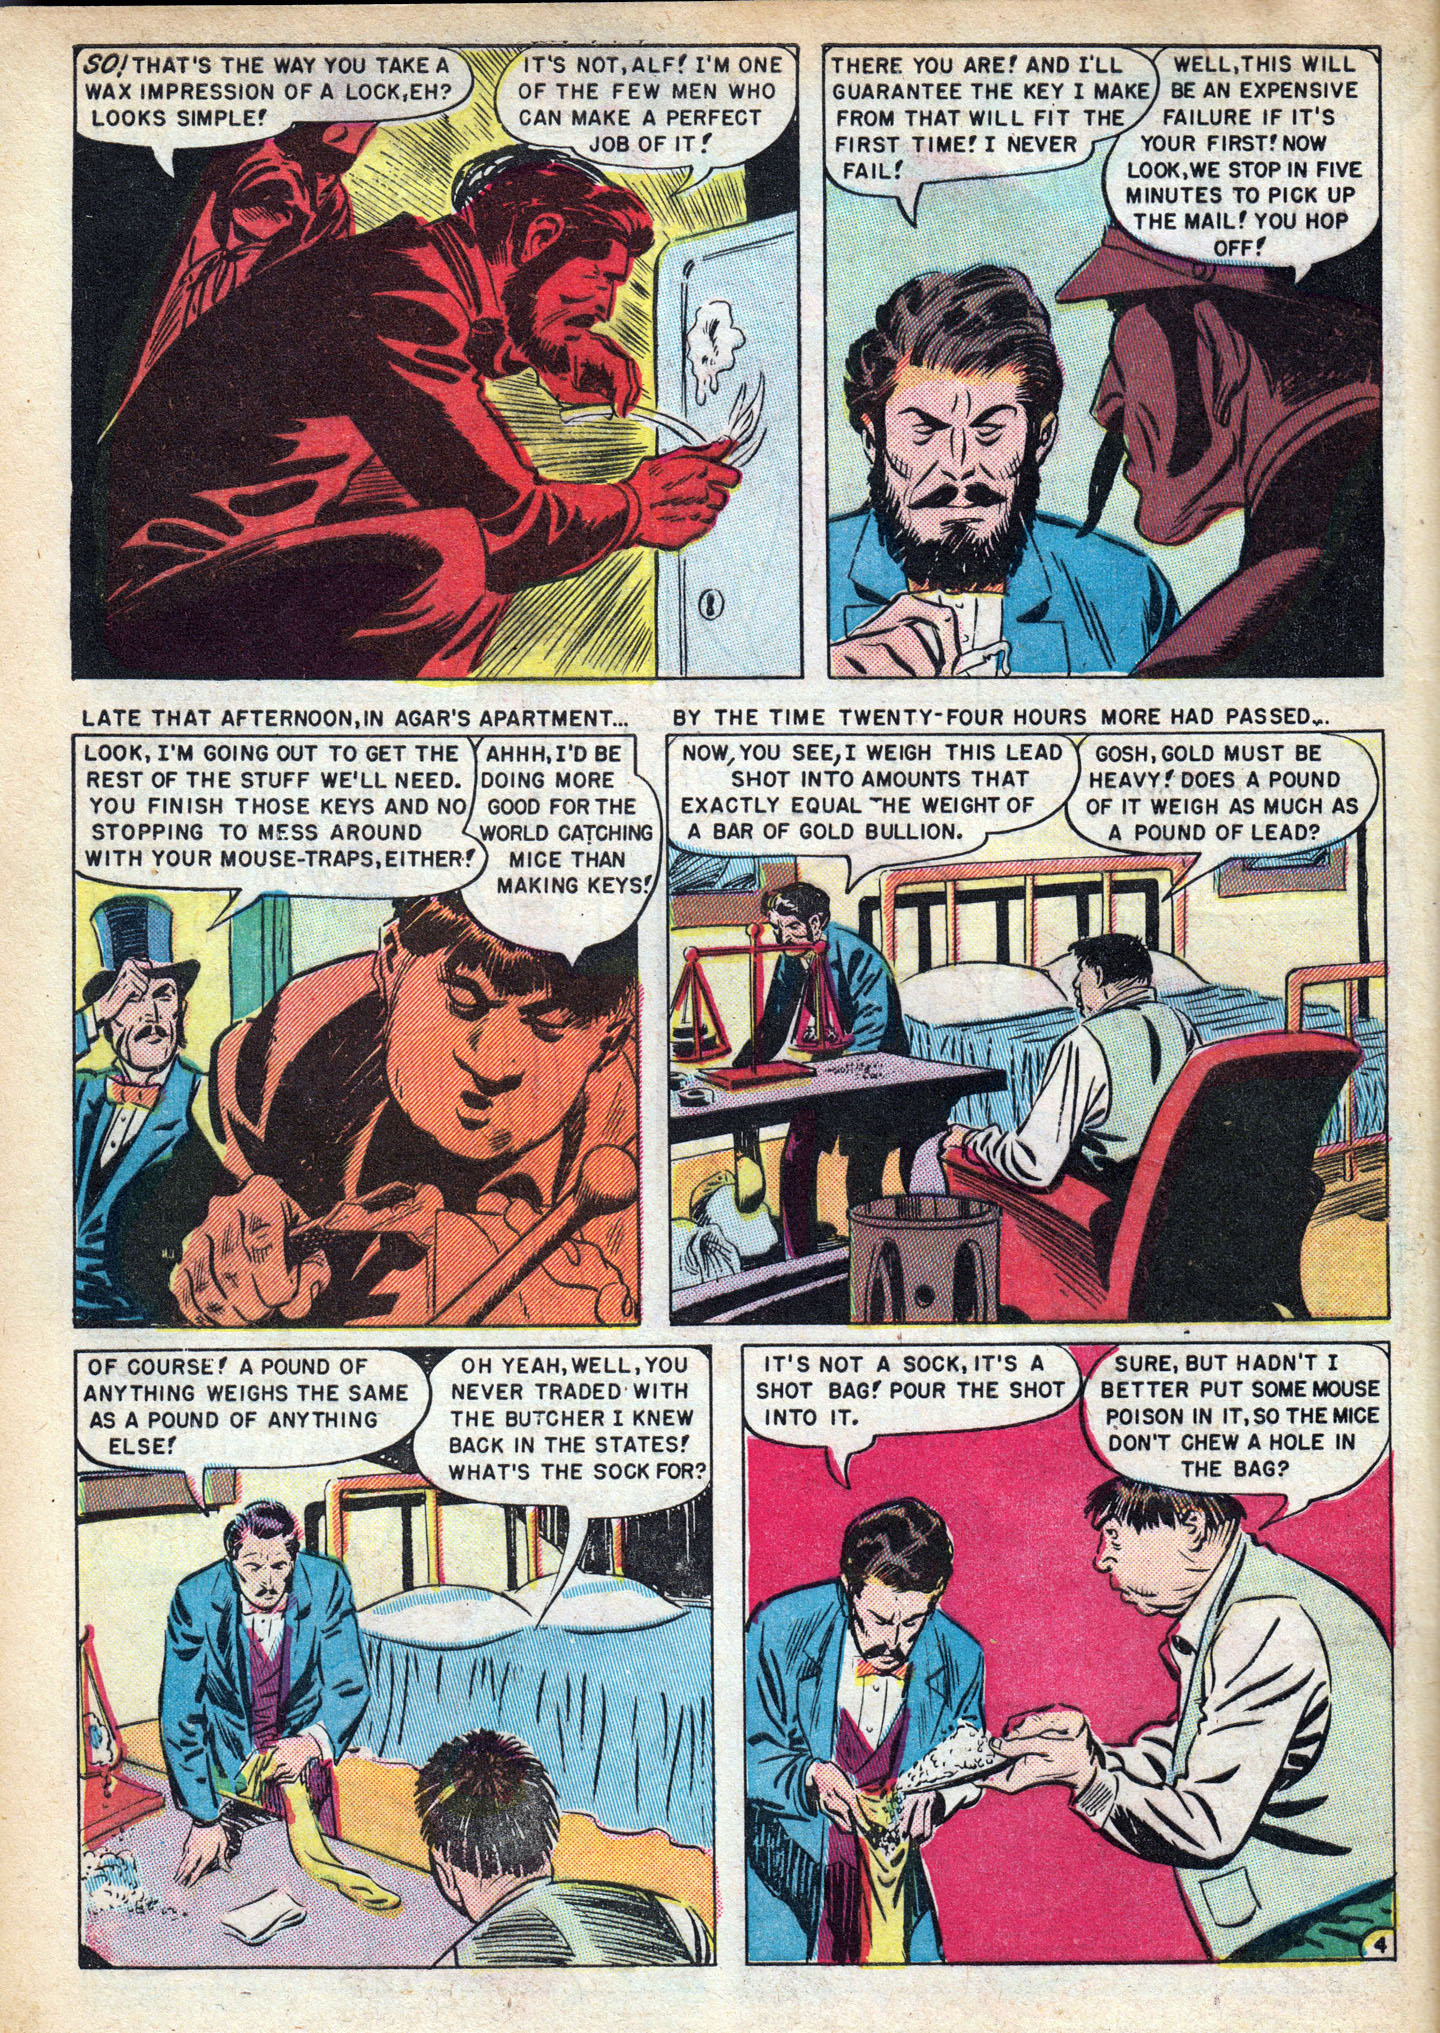 SO! THAT'S THE WAY YOU TAKE A
WAX IMPRESSION OF A LOCK, EH?
LOOKS SIMPLE!
IT'S NOT, ALF! I'M ONE
OF THE FEW MEN WHO
CAN MAKE A PERFECT
JOB OF IT!
THERE YOU ARE! AND I'LL
GUARANTEE THE KEY I MAKE
FROM THAT WILL FIT THE
FIRST TIME! I NEVER
FAIL!
WELL, THIS WILL
BE AN EXPENSIVE
FAILURE IF IT'S
YOUR FIRST! NOW
LOOK, WE STOP IN FIVE
MINUTES TO PICK UP
THE MAIL! YOU HOP
OFF!
LATE THAT AFTERNOON, IN AGAR'S APARTMENT...
LOOK, I'M GOING OUT TO GET THE
REST OF THE STUFF WE'LL NEED.
YOU FINISH THOSE KEYS AND NO
STOPPING TO MESS AROUND
WITH YOUR MOUSE-TRAPS, EITHER!
AHHH, I'D BE
DOING MORE
GOOD FOR THE
WORLD CATCHING
MICE THAN
MAKING KEYS!
BY THE TIME TWENTY-FOUR HOURS MORE HAD PASSED...
NOW, YOU SEE, I WEIGH THIS LEAD
SHOT INTO AMOUNTS THAT
EXACTLY EQUAL THE WEIGHT OF
A BAR OF GOLD BULLION.
GOSH, GOLD MUST BE
HEAVY! DOES A POUND
OF IT WEIGH AS MUCH AS
A POUND OF LEAD?
OF COURSE! A POUND OF
ANYTHING WEIGHS THE SAME
AS A POUND OF ANYTHING
ELSE!
OH YEAH, WELL, YOU
NEVER TRADED WITH
THE BUTCHER I KNEW
BACK IN THE STATES!
WHAT'S THE SOCK FOR?
IT'S NOT A SOCK, IT'S A
SHOT BAG! POUR THE SHOT
INTO IT.
SURE, BUT HADN'T I
BETTER PUT SOME MOUSE
POISON IN IT, SO THE MICE
DON'T CHEW A HOLE IN
THE BAG?
4